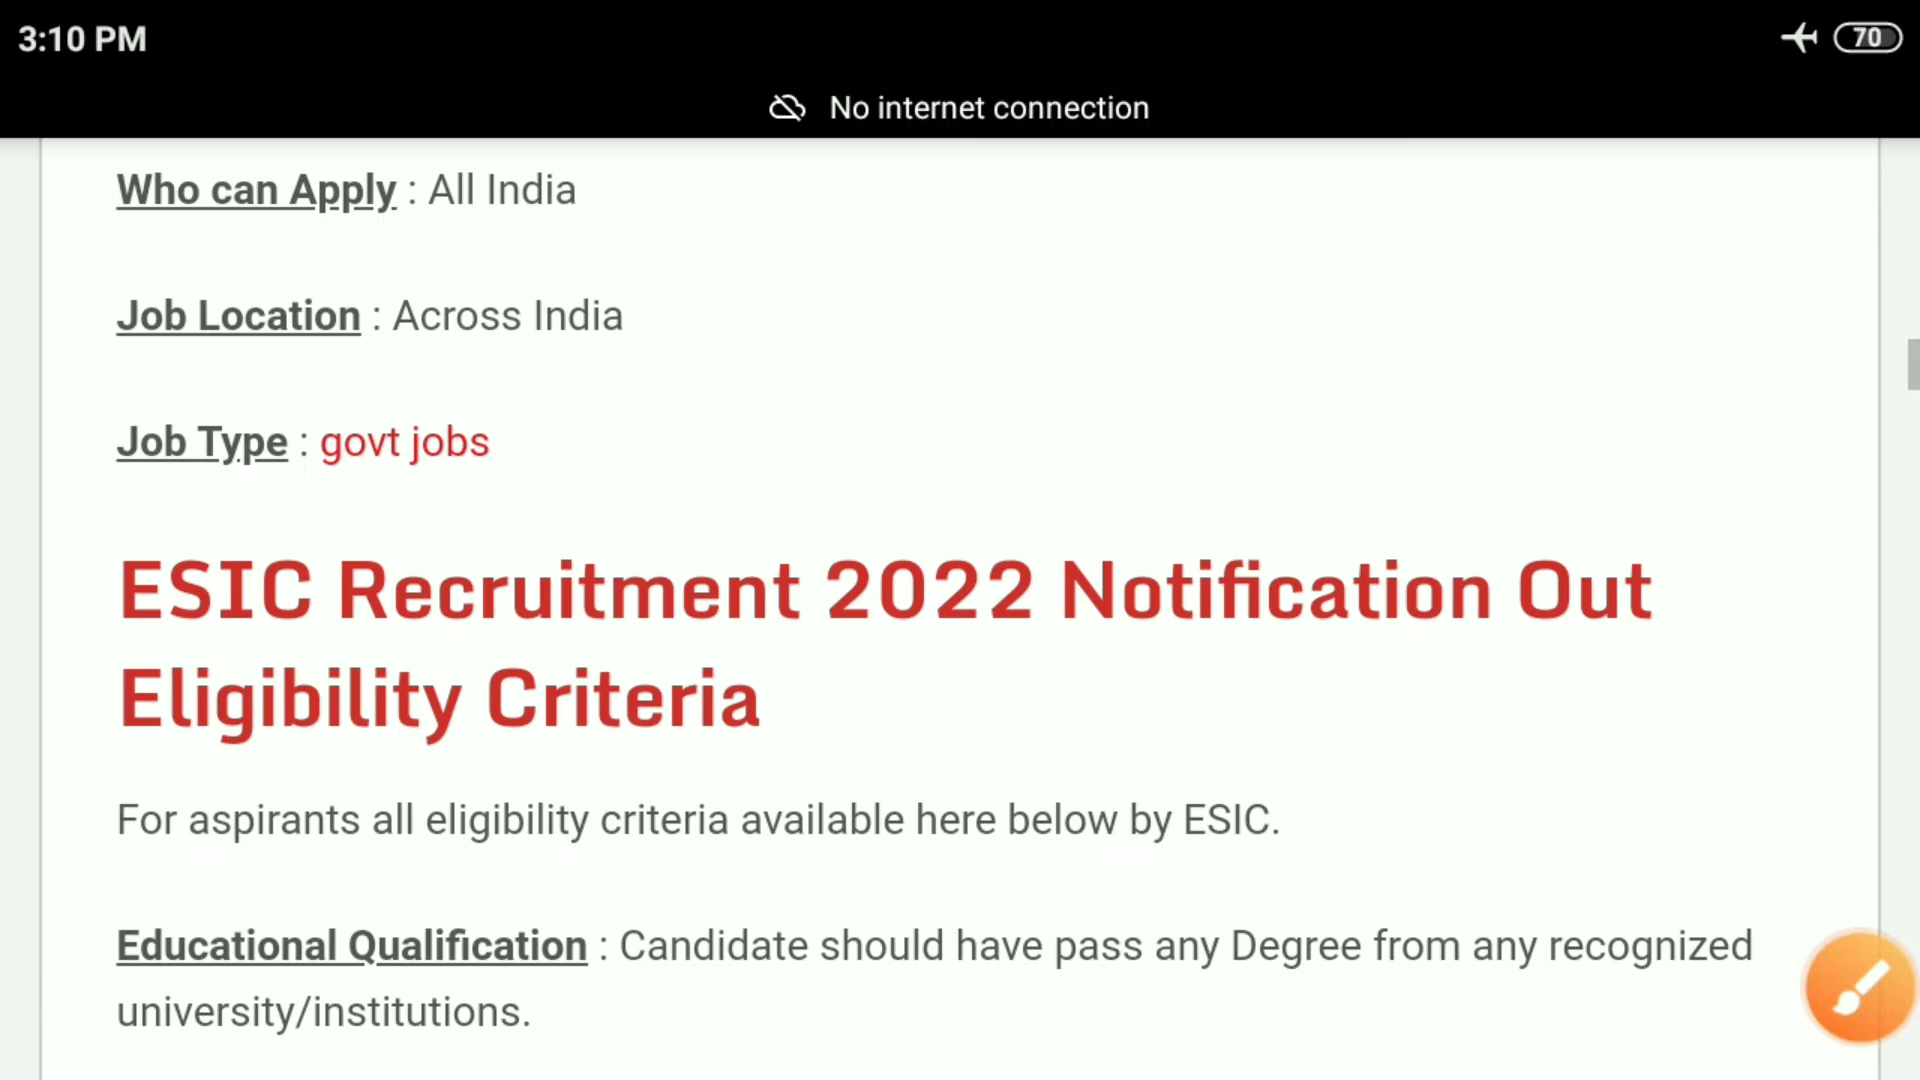 3:10 PM
70
No internet connection
Who can Apply : All India
Job Location : Across India
Job Type : govt jobs
ESIC Recruitment 2022 Notification Out
Eligibility Criteria
For aspirants all eligibility criteria available here below by ESIC.
Educational Qualification : Candidate should have pass any Degree from any recognized
university/institutions.